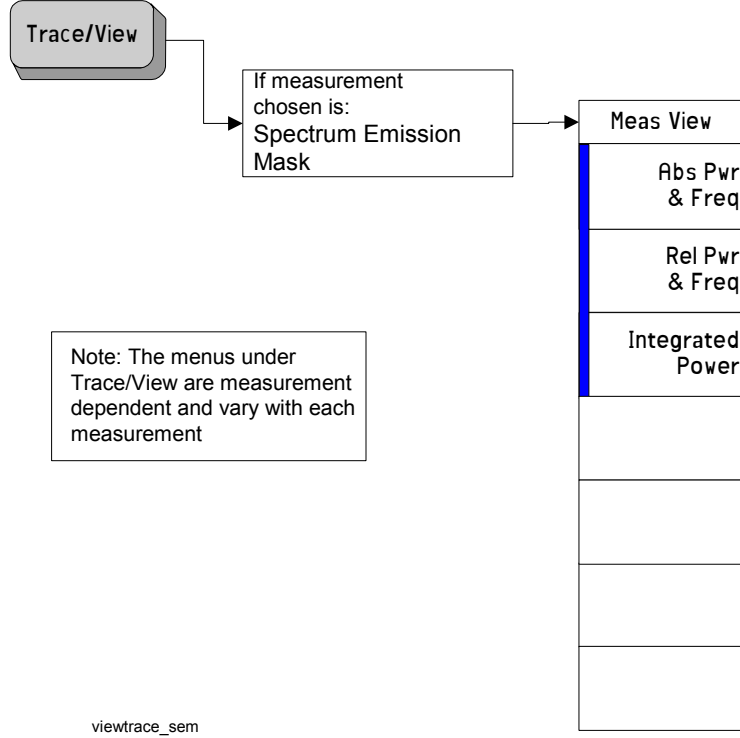 Trace/View
If measurement
chosen is:
Spectrum Emission
Mask
Meas View
Abs Pwr
& Freq
Rel Pwr
& Freq
Integrated
Power
Note: The menus under
Trace/View are measurement
dependent and vary with each
measurement
viewtrace_sem